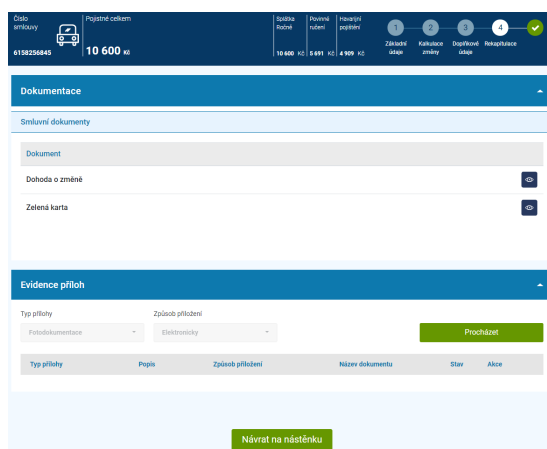 Číslo
smlouvy
6158256845
Pojistné celkem
10 600 Kč
Splátka
Ročně
10 600 Kč
Povinné
ručení
5 691 Kč
Havarijní
pojištění
4 909 Kč
1
Základní
údaje
2
Kalkulace
změny
3
Doplňkové
údaje
4
Rekapitulace
Dokumentace
Smluvní dokumenty
Dokument
Dohoda o změně
Zelená karta
Evidence příloh
Typ přílohy
Způsob přiložení
Fotodokumentace
Elektronicky
Procházet
Typ přílohy Popis Způsob přiložení Název dokumentu Stav Akce
Návrat na nástěnku